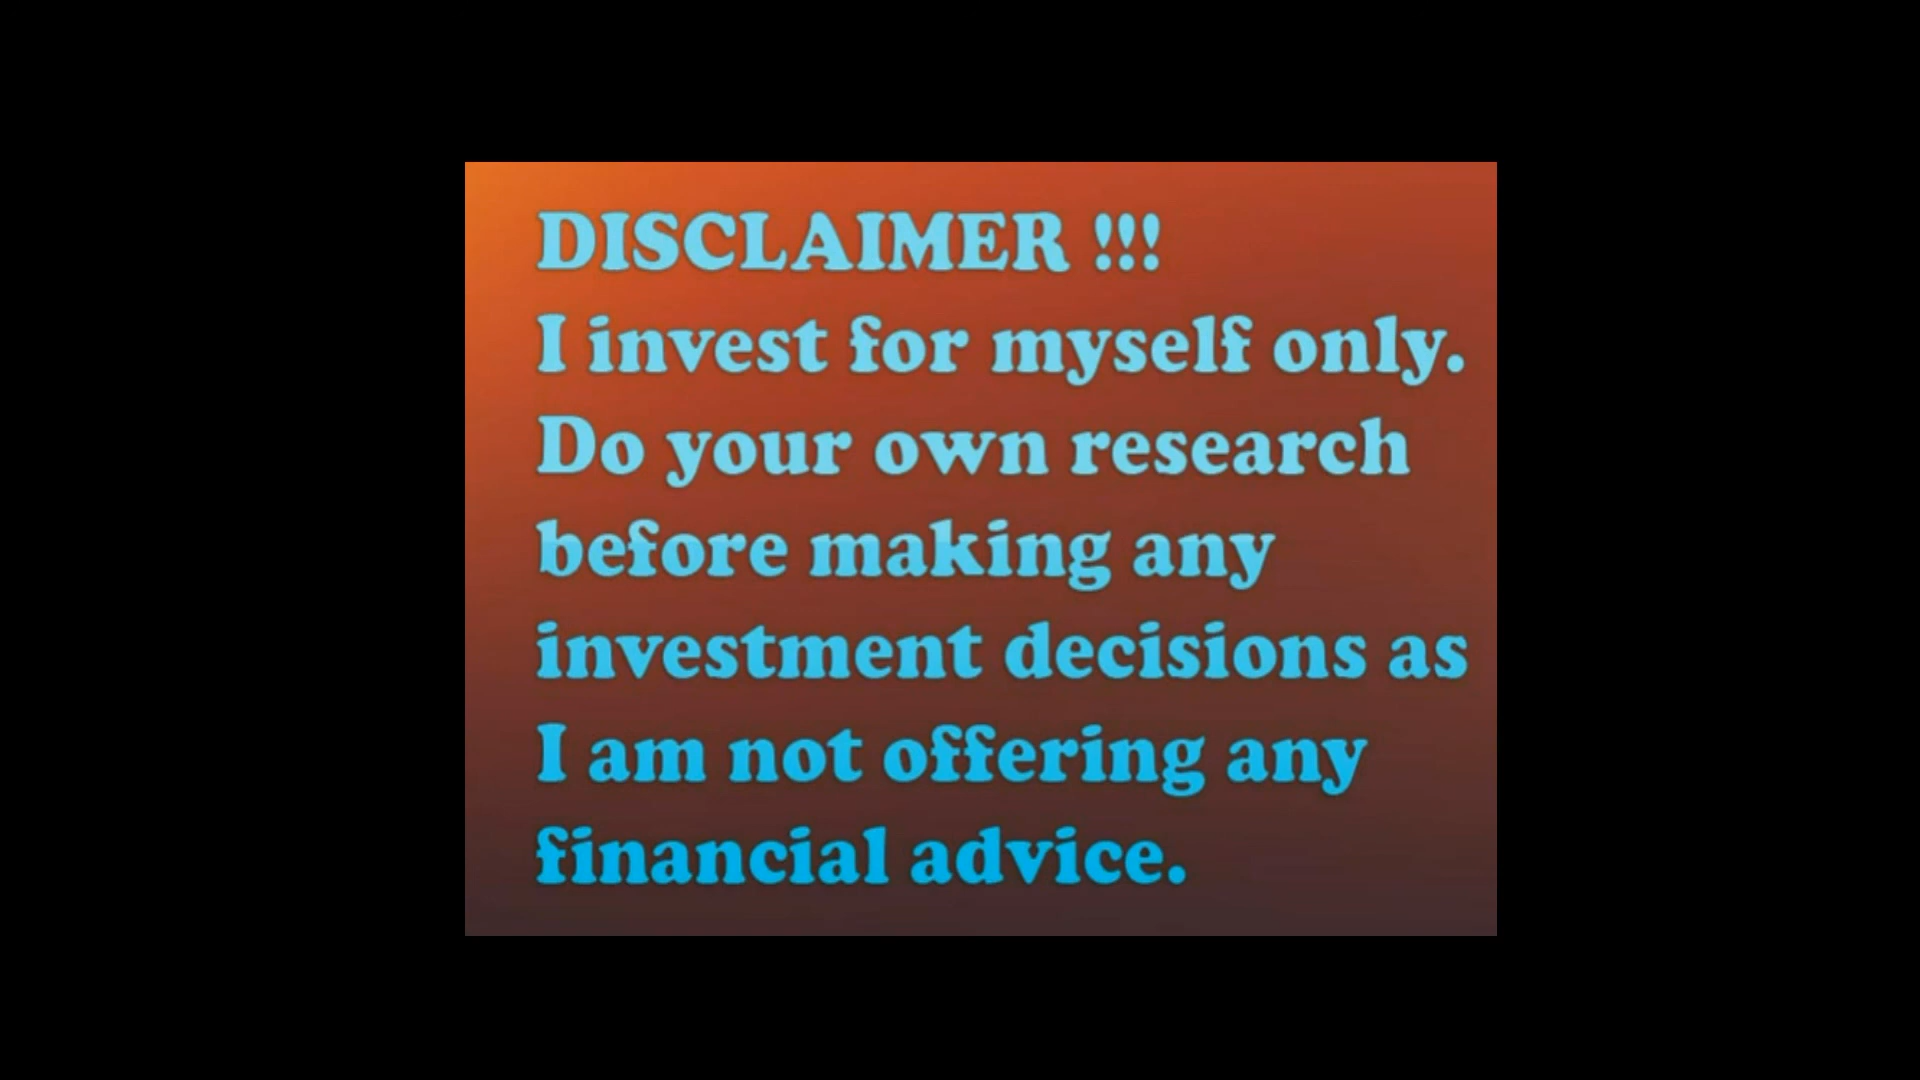 DISCLAIMER !!!
I invest for myself only.
Do your own research
before making any
investment decisions as
I am not offering any
financial advice.